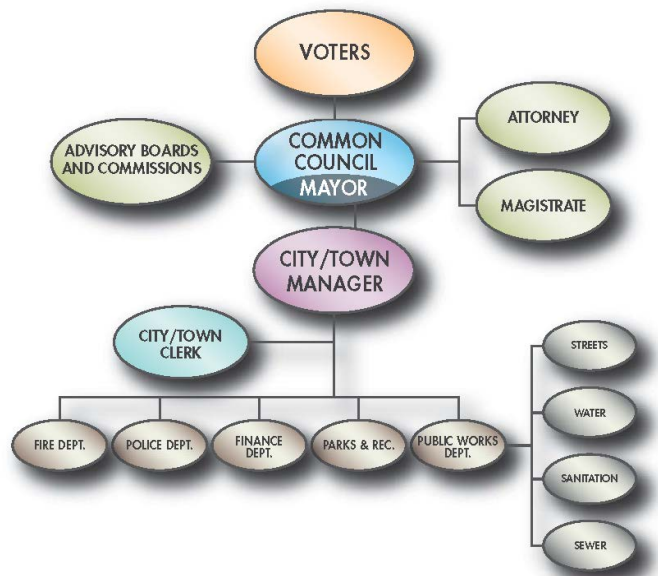 VOTERS
ADVISORY BOARDS
AND COMMISSIONS
COMMON
COUNCIL
MAYOR
ATTORNEY
MAGISTRATE
CITY/TOWN
MANAGER
CITY/TOWN
CLERK
FIRE DEPT.
POLICE DEPT.
FINANCE
DEPT.
PARKS & REC.
PUBLIC WORKS
DEPT.
STREETS
WATER
SANITATION
SEWER